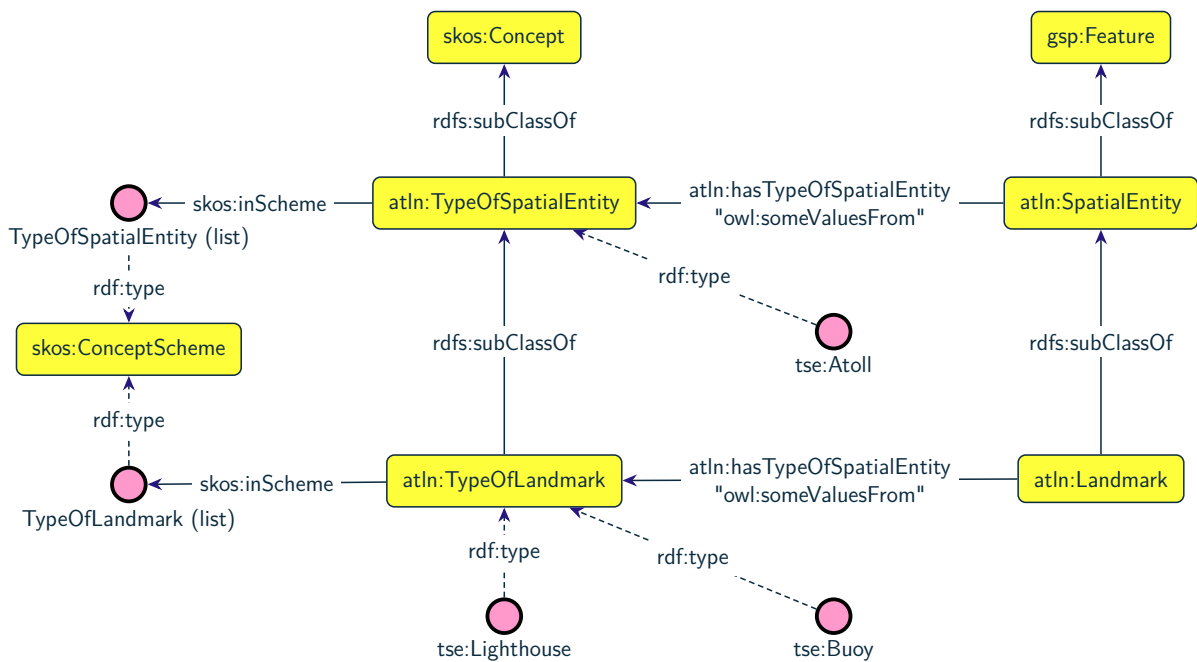 skos:Concept
gsp:Feature
rdfs:subClassOf
rdfs:subClassOf
skos:inScheme
atln:TypeOfSpatialEntity
atln:hasTypeOfSpatialEntity
"owl:someValuesFrom"
atln:SpatialEntity
TypeOfSpatialEntity (list)
rdf:type
rdf:type
skos:ConceptScheme
rdfs:subClassOf
rdfs:subClassOf
tse:Atoll
rdf:type
skos:inScheme
atln:TypeOfLandmark
atln:hasTypeOfSpatialEntity
"owl:someValuesFrom"
atln:Landmark
TypeOfLandmark (list)
rdf:type
rdf:type
tse:Lighthouse
tse:Buoy